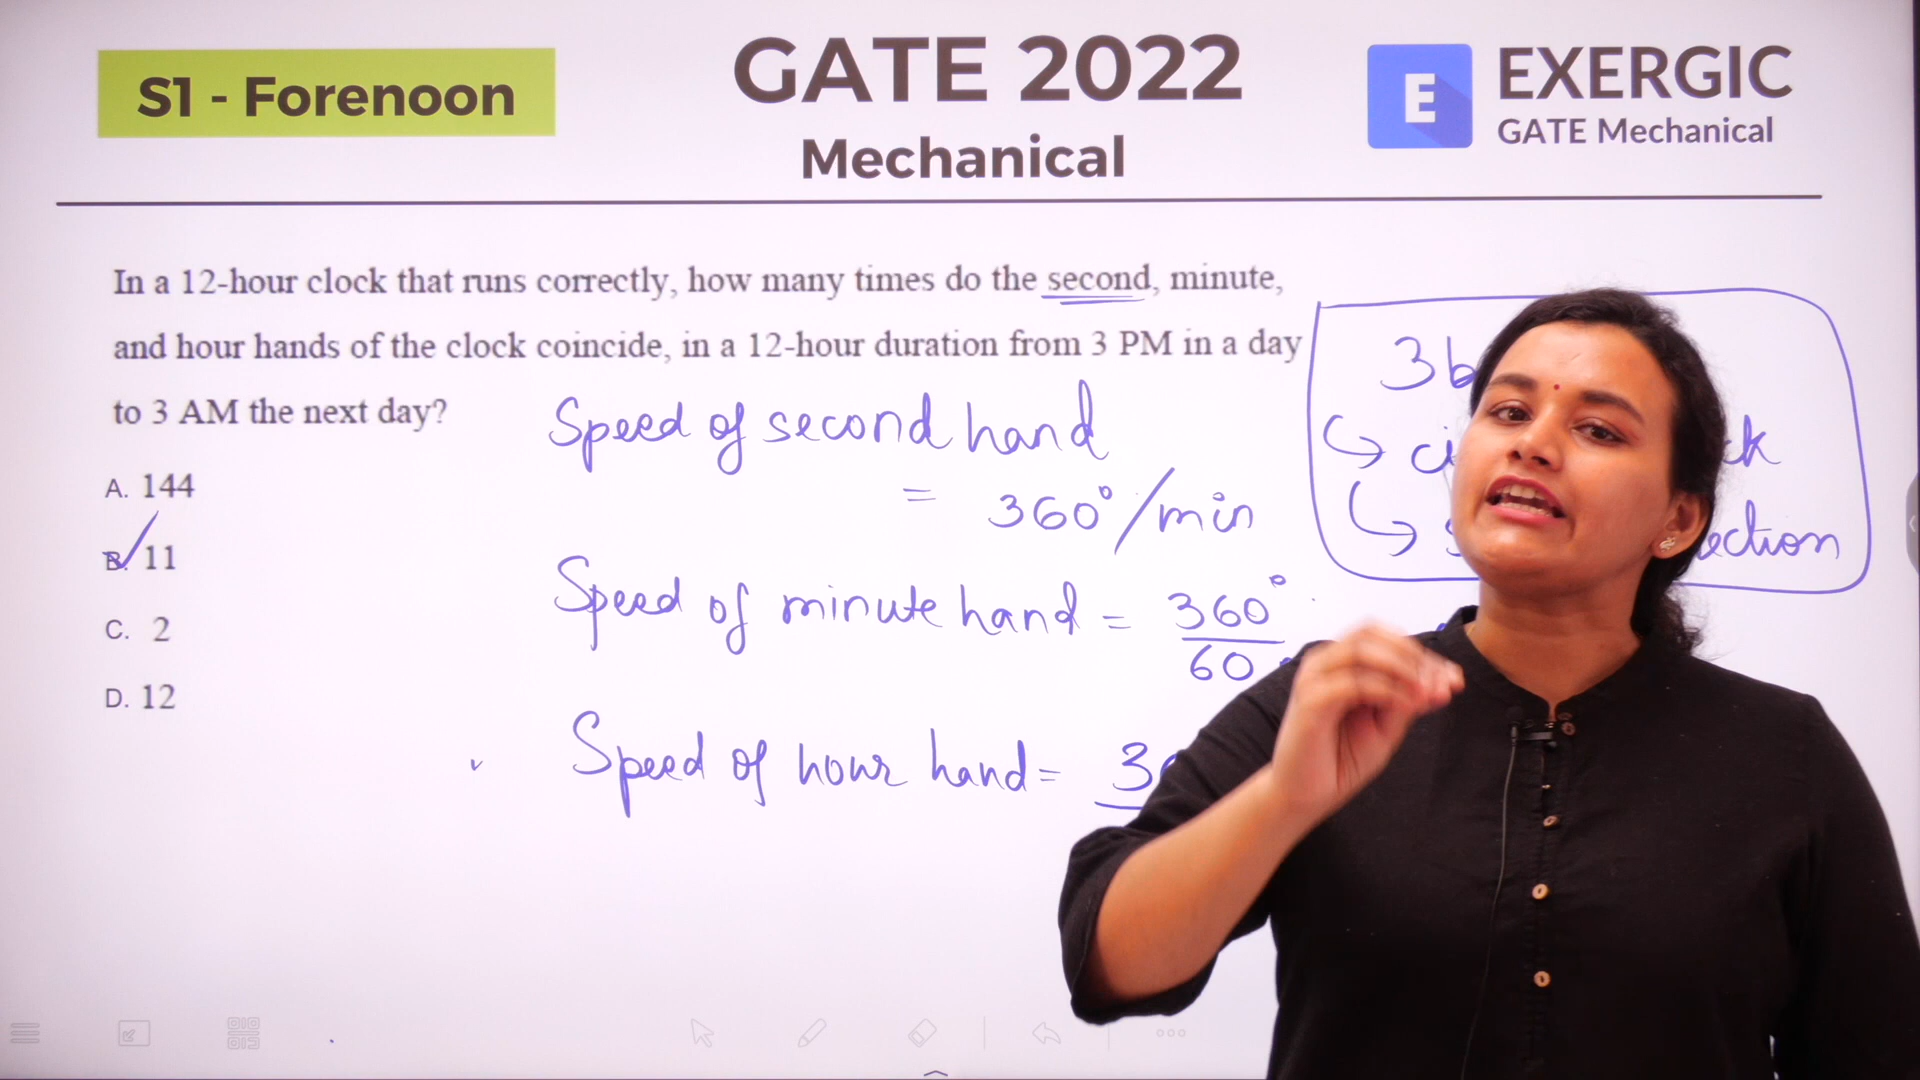 S1 - Forenoon
GATE 2022
Mechanical
E
EXERGIC
GATE Mechanical
In a 12-hour clock that runs correctly, how many times do the second, minute,
and hour hands of the clock coincide, in a 12-hour duration from 3 PM in a day
to 3 AM the next day?
A. 144
B. 11
C. 2
D. 12
Speed of second hand
= 360°/min
Speed of minute hand = 360°
60
Speed of hour hand = 3
3 b